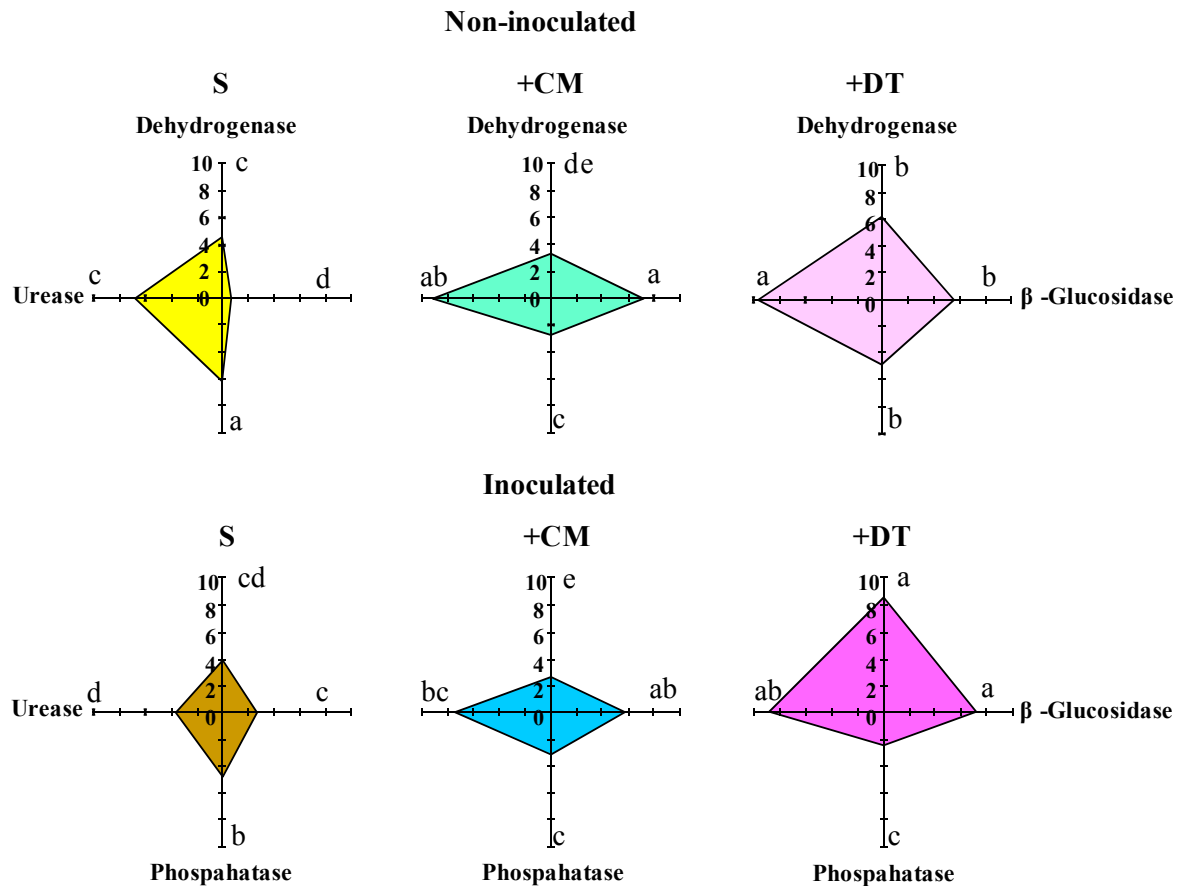 Non-inoculated
S +CM +DT
Dehydrogenase Dehydrogenase Dehydrogenase
10 c 10 de 10 b
8 8 8
6 6 6
4 4 4
c 2 d ab 2 a a 2 b
Urease 0 0 0 β -Glucosidase
a c b
Inoculated
S +CM +DT
10 cd 10 e 10 a
8 8 8
6 6 6
4 4 4
d 2 c bc 2 ab ab 2 a
Urease 0 0 0 β -Glucosidase
b c c
Phospahatase Phospahatase